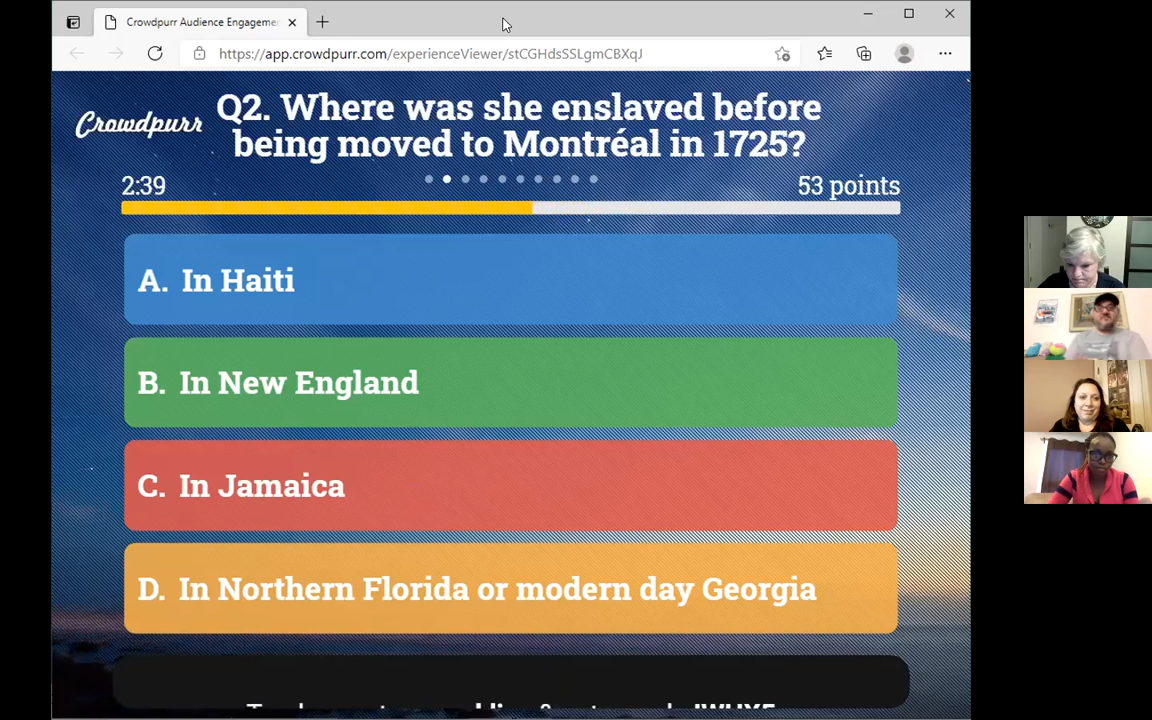 Crowdpurr Audience Engageme
https://app.crowdpurr.com/experienceViewer/stCGHdsSSLgmCBXqJ
Crowdpurr
Q2. Where was she enslaved before
being moved to Montréal in 1725?
2:39
53 points
A. In Haiti
B. In New England
C. In Jamaica
D. In Northern Florida or modern day Georgia